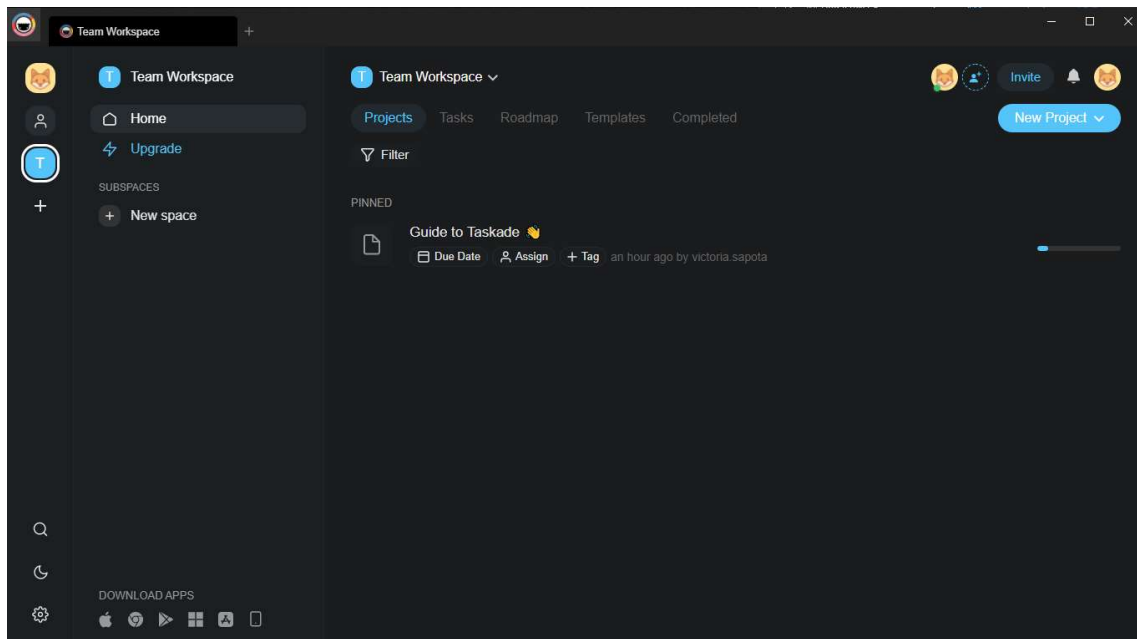 Team Workspace
T Team Workspace
Home
Upgrade
SUBSPACES
New space
T
DOWNLOAD APPS
T Team Workspace
Invite
Projects Tasks Roadmap Templates Completed
New Project
Filter
PINNED
Guide to Taskade 👋
Due Date Assign + Tag an hour ago by victoria.sapota